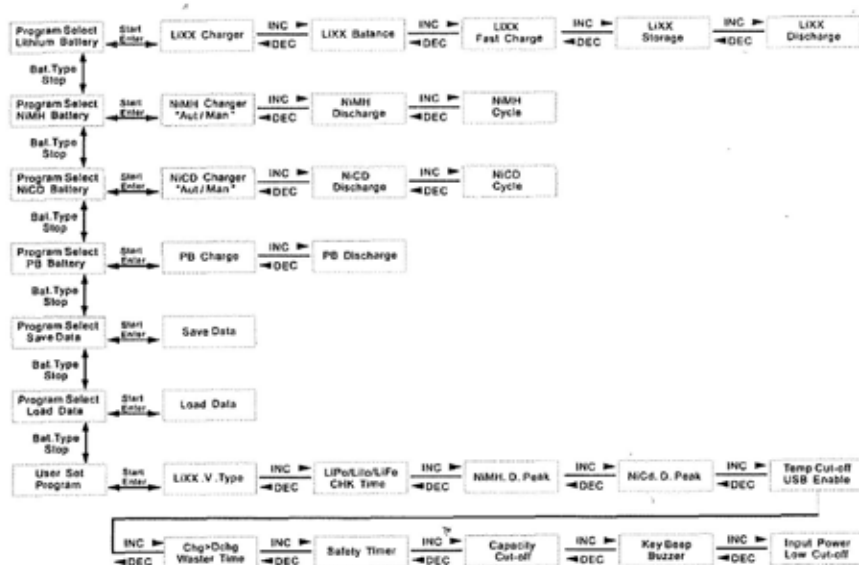 Program Select Start INC ► INC ► INC ► INC ►
Lithium Battery Enter LiXX Charger ◄DEC LiXX Balance ◄DEC LiXX Fast Charge ◄DEC LiXX Storage ◄DEC LiXX Discharge
Bat.Type
Stop
Program Select Start NiMH Charger INC ► NiMH INC ► NiMH
NiMH Battery Enter "Aut/Man" ◄DEC Discharge ◄DEC Cycle
Bat.Type
Stop
Program Select Start NiCD Charger INC ► NiCD INC ► NiCD
NiCD Battery Enter "Aut/Man" ◄DEC Discharge ◄DEC Cycle
Bat.Type
Stop
Program Select Start INC ►
PB Battery Enter PB Charge ◄DEC PB Discharge
Bat.Type
Stop
Program Select Start
Save Data Enter Save Data
Bat.Type
Stop
Program Select Start
Load Data Enter Load Data
Bat.Type
Stop
User Set Start INC ► LiPo/LiIo/LiFe INC ► INC ► INC ► Temp Cut-off
Program Enter LiXX .V .Type ◄DEC CHK Time ◄DEC NiMH. D. Peak ◄DEC NiCd. D. Peak ◄DEC USB Enable
INC ► Chg>Dchg INC ► INC ► Capacity INC ► Key Beep INC ► Input Power
◄DEC Waster Time ◄DEC Safety Timer ◄DEC Cut-off ◄DEC Buzzer ◄DEC Low Cut-off